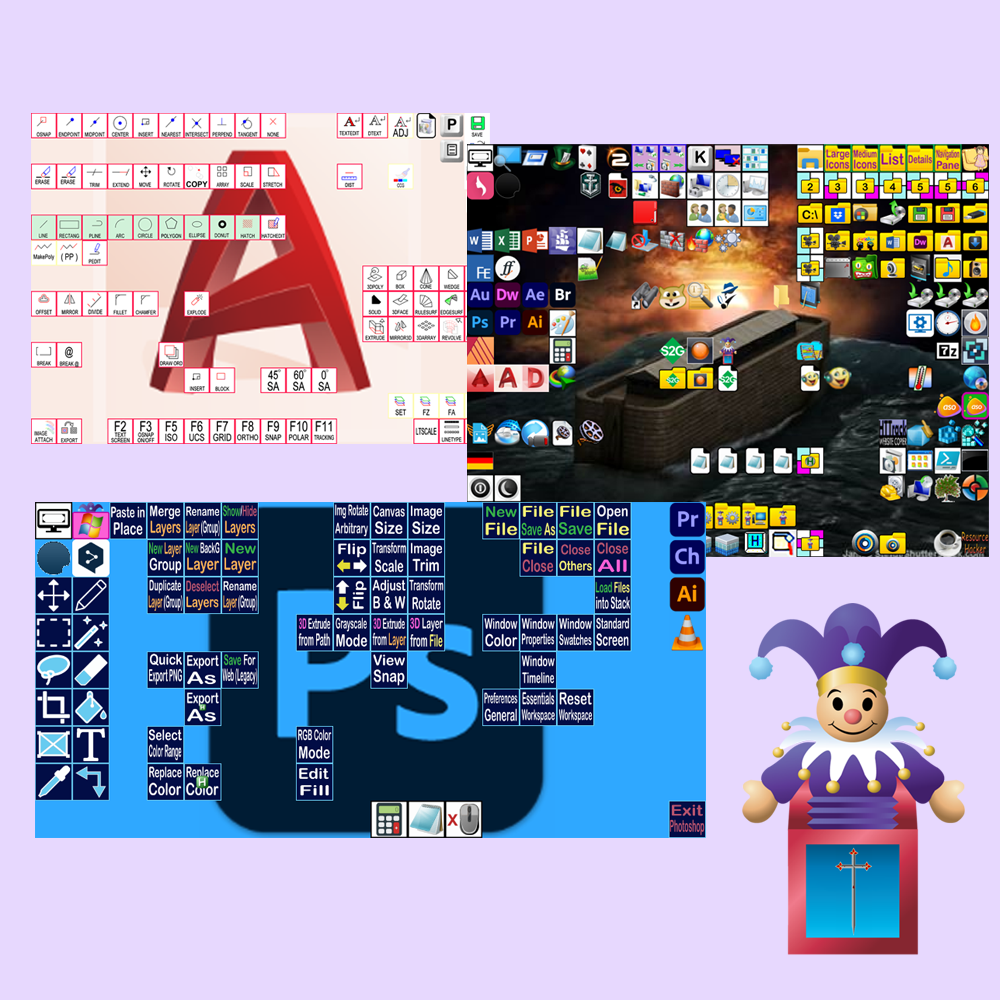 OSNAP ENDPOINT MIDPOINT CENTER INSERT NEAREST INTERSECT PERPEND TANGENT NONE
TEXTEDIT DTEXT ADJ P SAVE
ERASE ERASE TRIM EXTEND MOVE ROTATE COPY ARRAY SCALE STRETCH
DIST CCS
LINE RECTANG PLINE ARC CIRCLE POLYGON ELLIPSE DONUT HATCH HATCHEDIT
MakePoly (PP) PEDIT
3DPOLY BOX CONE WEDGE
OFFSET MIRROR DIVIDE FILLET CHAMFER EXPLODE
SOLID 3DFACE RULESURF EDGESURF
EXTRUDE MIRROR3D 3DARRAY REVOLVE
BREAK BREAK@ DRAW ORD
INSERT BLOCK
45° SA 60° SA 0° SA
SET FZ FA
IMAGE ATTACH EXPORT
F2 TEXT SCREEN
F3 OSNAP ON/OFF
F5 ISO
F6 UCS
F7 GRID
F8 ORTHO
F9 SNAP
F10 POLAR
F11 TRACKING
LTSCALE LINETYPE
K
Large Icons
Medium Icons
List
Details
Navigation Pane
2 3 3 4 5 5 6
C:\
W X P
Dw A
FE ff
Au Dw Ae Br
Ps Pr Ai
S2G
7z
A A D
S2G
S2G
aso aso
HTTrack
WEBSITE COPIER
H
H
Resource Hacker
shutterstock
Paste in Place
Merge Layers
Rename Layer (Group)
Show/Hide Layers
Img Rotate Arbitrary
Canvas Size
Image Size
New File
File Save As
File Save
Open File
Pr
New Layer Group
New BackG Layer
New Layer
Flip
Transform Scale
Image Trim
File Close
Close Others
Close All
Ch
Duplicate Layer (Group)
Deselect Layers
Rename Layer (Group)
Flip
Adjust B & W
Transform Rotate
Load Files into Stack
Ai
3D Extrude from Path
Grayscale Mode
3D Extrude from Layer
3D Layer from File
Window Color
Window Properties
Window Swatches
Standard Screen
Quick Export PNG
Export As
Save For Web (Legacy)
View Snap
Window Timeline
Export As
Preferences General
Essentials Workspace
Reset Workspace
Ps
Select Color Range
RGB Color Mode
T
Replace Color
Replace Color
H
Edit Fill
X
Exit Photoshop